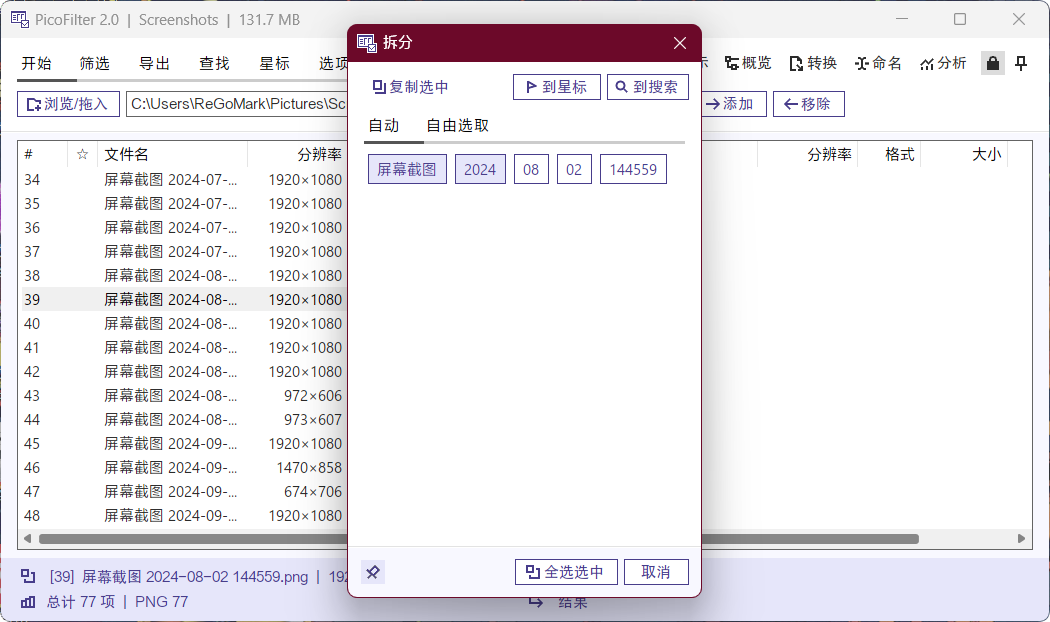 PicoFilter 2.0 | Screenshots | 131.7 MB
开始 筛选 导出 查找 星标 选项 概览 转换 命名 分析
浏览/拖入 C:\Users\ReGoMark\Pictures\Sc 添加 移除
拆分
复制选中 到星标 到搜索
自动 自由选取
屏幕截图 2024 08 02 144559
全选选中 取消
# ☆ 文件名 分辨率 分辨率 格式 大小
34 屏幕截图 2024-07-... 1920×1080
35 屏幕截图 2024-07-... 1920×1080
36 屏幕截图 2024-07-... 1920×1080
37 屏幕截图 2024-07-... 1920×1080
38 屏幕截图 2024-08-... 1920×1080
39 屏幕截图 2024-08-... 1920×1080
40 屏幕截图 2024-08-... 1920×1080
41 屏幕截图 2024-08-... 1920×1080
42 屏幕截图 2024-08-... 1920×1080
43 屏幕截图 2024-08-... 972×606
44 屏幕截图 2024-08-... 973×607
45 屏幕截图 2024-09-... 1920×1080
46 屏幕截图 2024-09-... 1470×858
47 屏幕截图 2024-09-... 674×706
48 屏幕截图 2024-09-... 1920×1080
[39] 屏幕截图 2024-08-02 144559.png | 192
总计 77 项 | PNG 77 结果